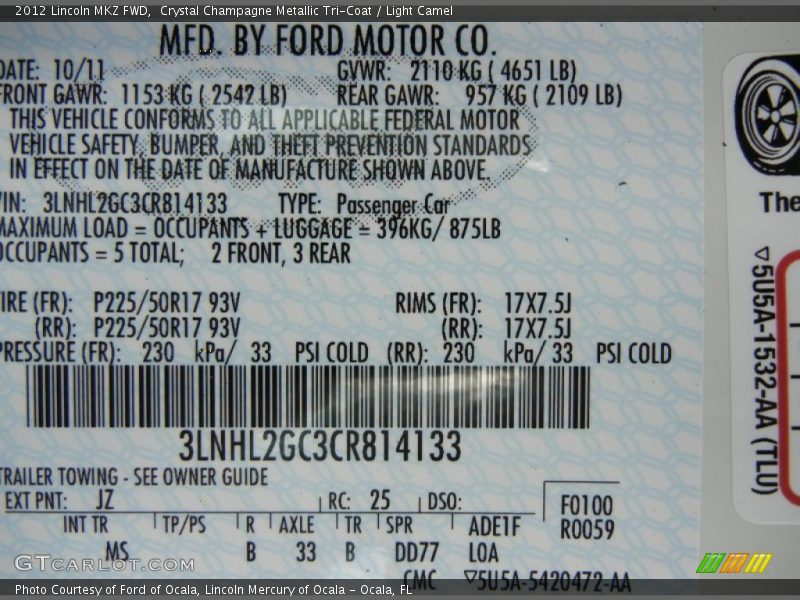 2012 Lincoln MKZ FWD, Crystal Champagne Metallic Tri-Coat / Light Camel
MFD. BY FORD MOTOR CO.
DATE: 10/11 GVWR: 2110 KG ( 4651 LB)
FRONT GAWR: 1153 KG ( 2542 LB) REAR GAWR: 957 KG ( 2109 LB)
THIS VEHICLE CONFORMS TO ALL APPLICABLE FEDERAL MOTOR
VEHICLE SAFETY, BUMPER, AND THEFT PREVENTION STANDARDS
IN EFFECT ON THE DATE OF MANUFACTURE SHOWN ABOVE.
VIN: 3LNHL2GC3CR814133 TYPE: Passenger Car
MAXIMUM LOAD = OCCUPANTS + LUGGAGE = 396KG/ 875LB
OCCUPANTS = 5 TOTAL; 2 FRONT, 3 REAR
TIRE (FR): P225/50R17 93V RIMS (FR): 17X7.5J
(RR): P225/50R17 93V (RR): 17X7.5J
PRESSURE (FR): 230 kPa/ 33 PSI COLD (RR): 230 kPa/ 33 PSI COLD
3LNHL2GC3CR814133
TRAILER TOWING - SEE OWNER GUIDE
EXT PNT: JZ RC: 25 DSO: F0100
INT TR TP/PS R AXLE TR SPR ADE1F R0059
MS B 33 B DD77 LOA
CMC ▽5U5A-5420472-AA
The
▽5U5A-1532-AA (TLU)
GTCARLOT.COM
Photo Courtesy of Ford of Ocala, Lincoln Mercury of Ocala - Ocala, FL